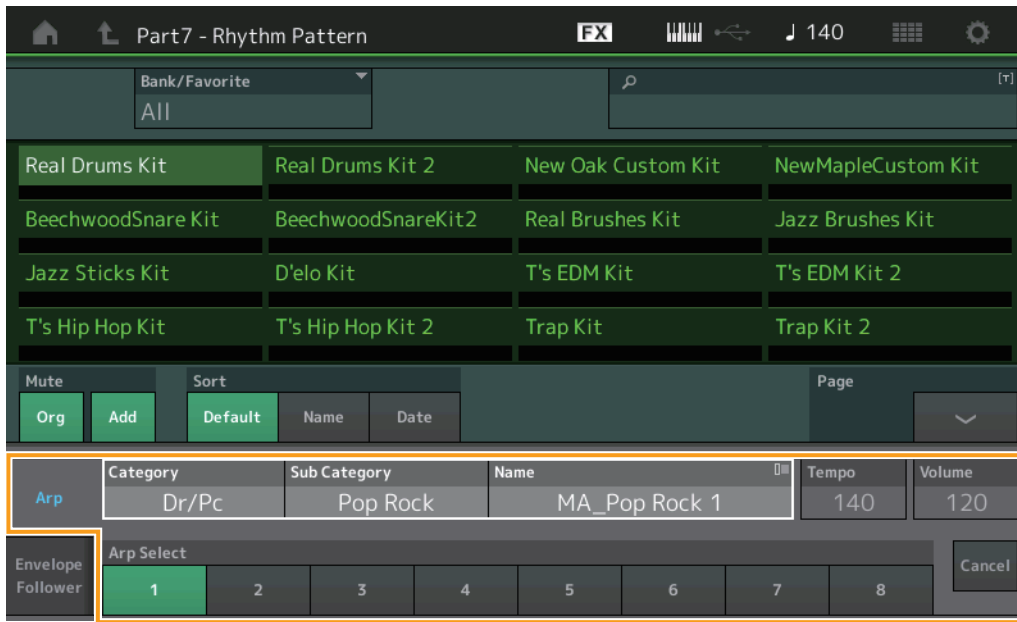 Part7 - Rhythm Pattern FX ♩ 140
Bank/Favorite
All [T]
Real Drums Kit Real Drums Kit 2 New Oak Custom Kit NewMapleCustom Kit
BeechwoodSnare Kit BeechwoodSnareKit2 Real Brushes Kit Jazz Brushes Kit
Jazz Sticks Kit D'elo Kit T's EDM Kit T's EDM Kit 2
T's Hip Hop Kit T's Hip Hop Kit 2 Trap Kit Trap Kit 2
Mute Sort Page
Org Add Default Name Date
Arp Category Sub Category Name Tempo Volume
Dr/Pc Pop Rock MA_Pop Rock 1 140 120
Envelope Follower Arp Select Cancel
1 2 3 4 5 6 7 8